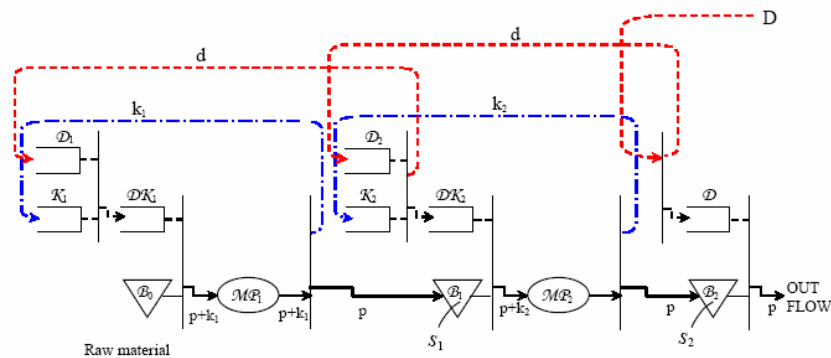 D
d
d
k₁
k₂
𝒟₁
𝒟₂
𝒦₁
𝒟𝒦₁
𝒦₂
𝒟𝒦₂
𝒟
ℬ₀
ℳ𝒫₁
ℬ₁
ℳ𝒫₂
ℬ₂
OUT
FLOW
p+k₁
p+k₁
p
p+k₂
p
p
S₁
S₂
Raw material